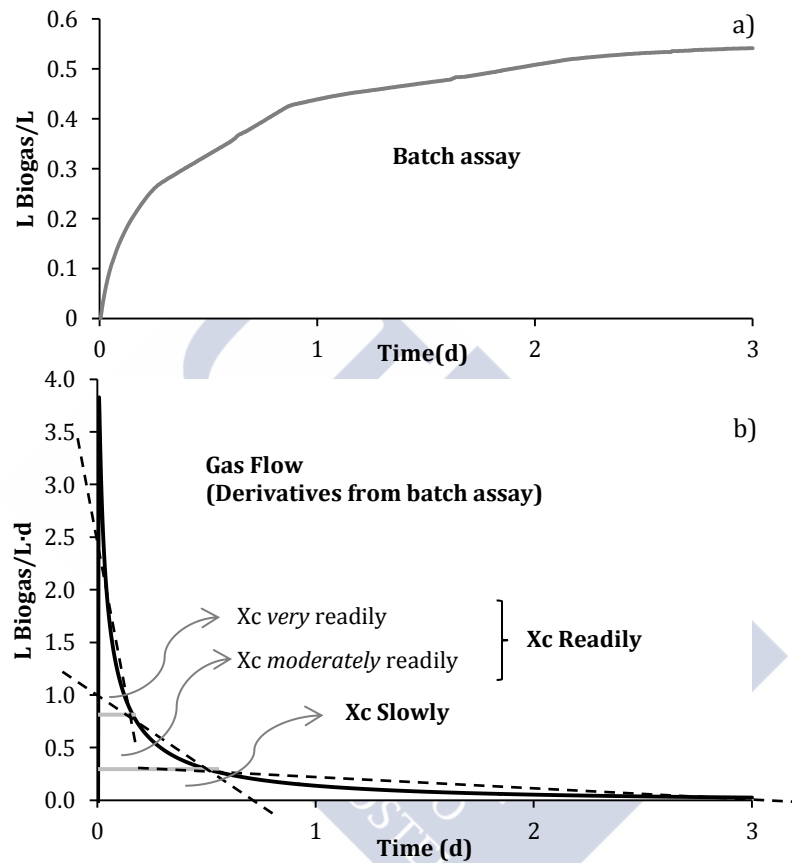 a)
0.6
0.5
0.4
0.3
0.2
0.1
0
L Biogas/L
Batch assay
0 1 2 3
Time(d)
b)
4.0
3.5
3.0
2.5
2.0
1.5
1.0
0.5
0.0
L Biogas/L·d
Gas Flow
(Derivatives from batch assay)
Xc very readily
Xc moderately readily
Xc Readily
Xc Slowly
0 1 2 3
Time (d)